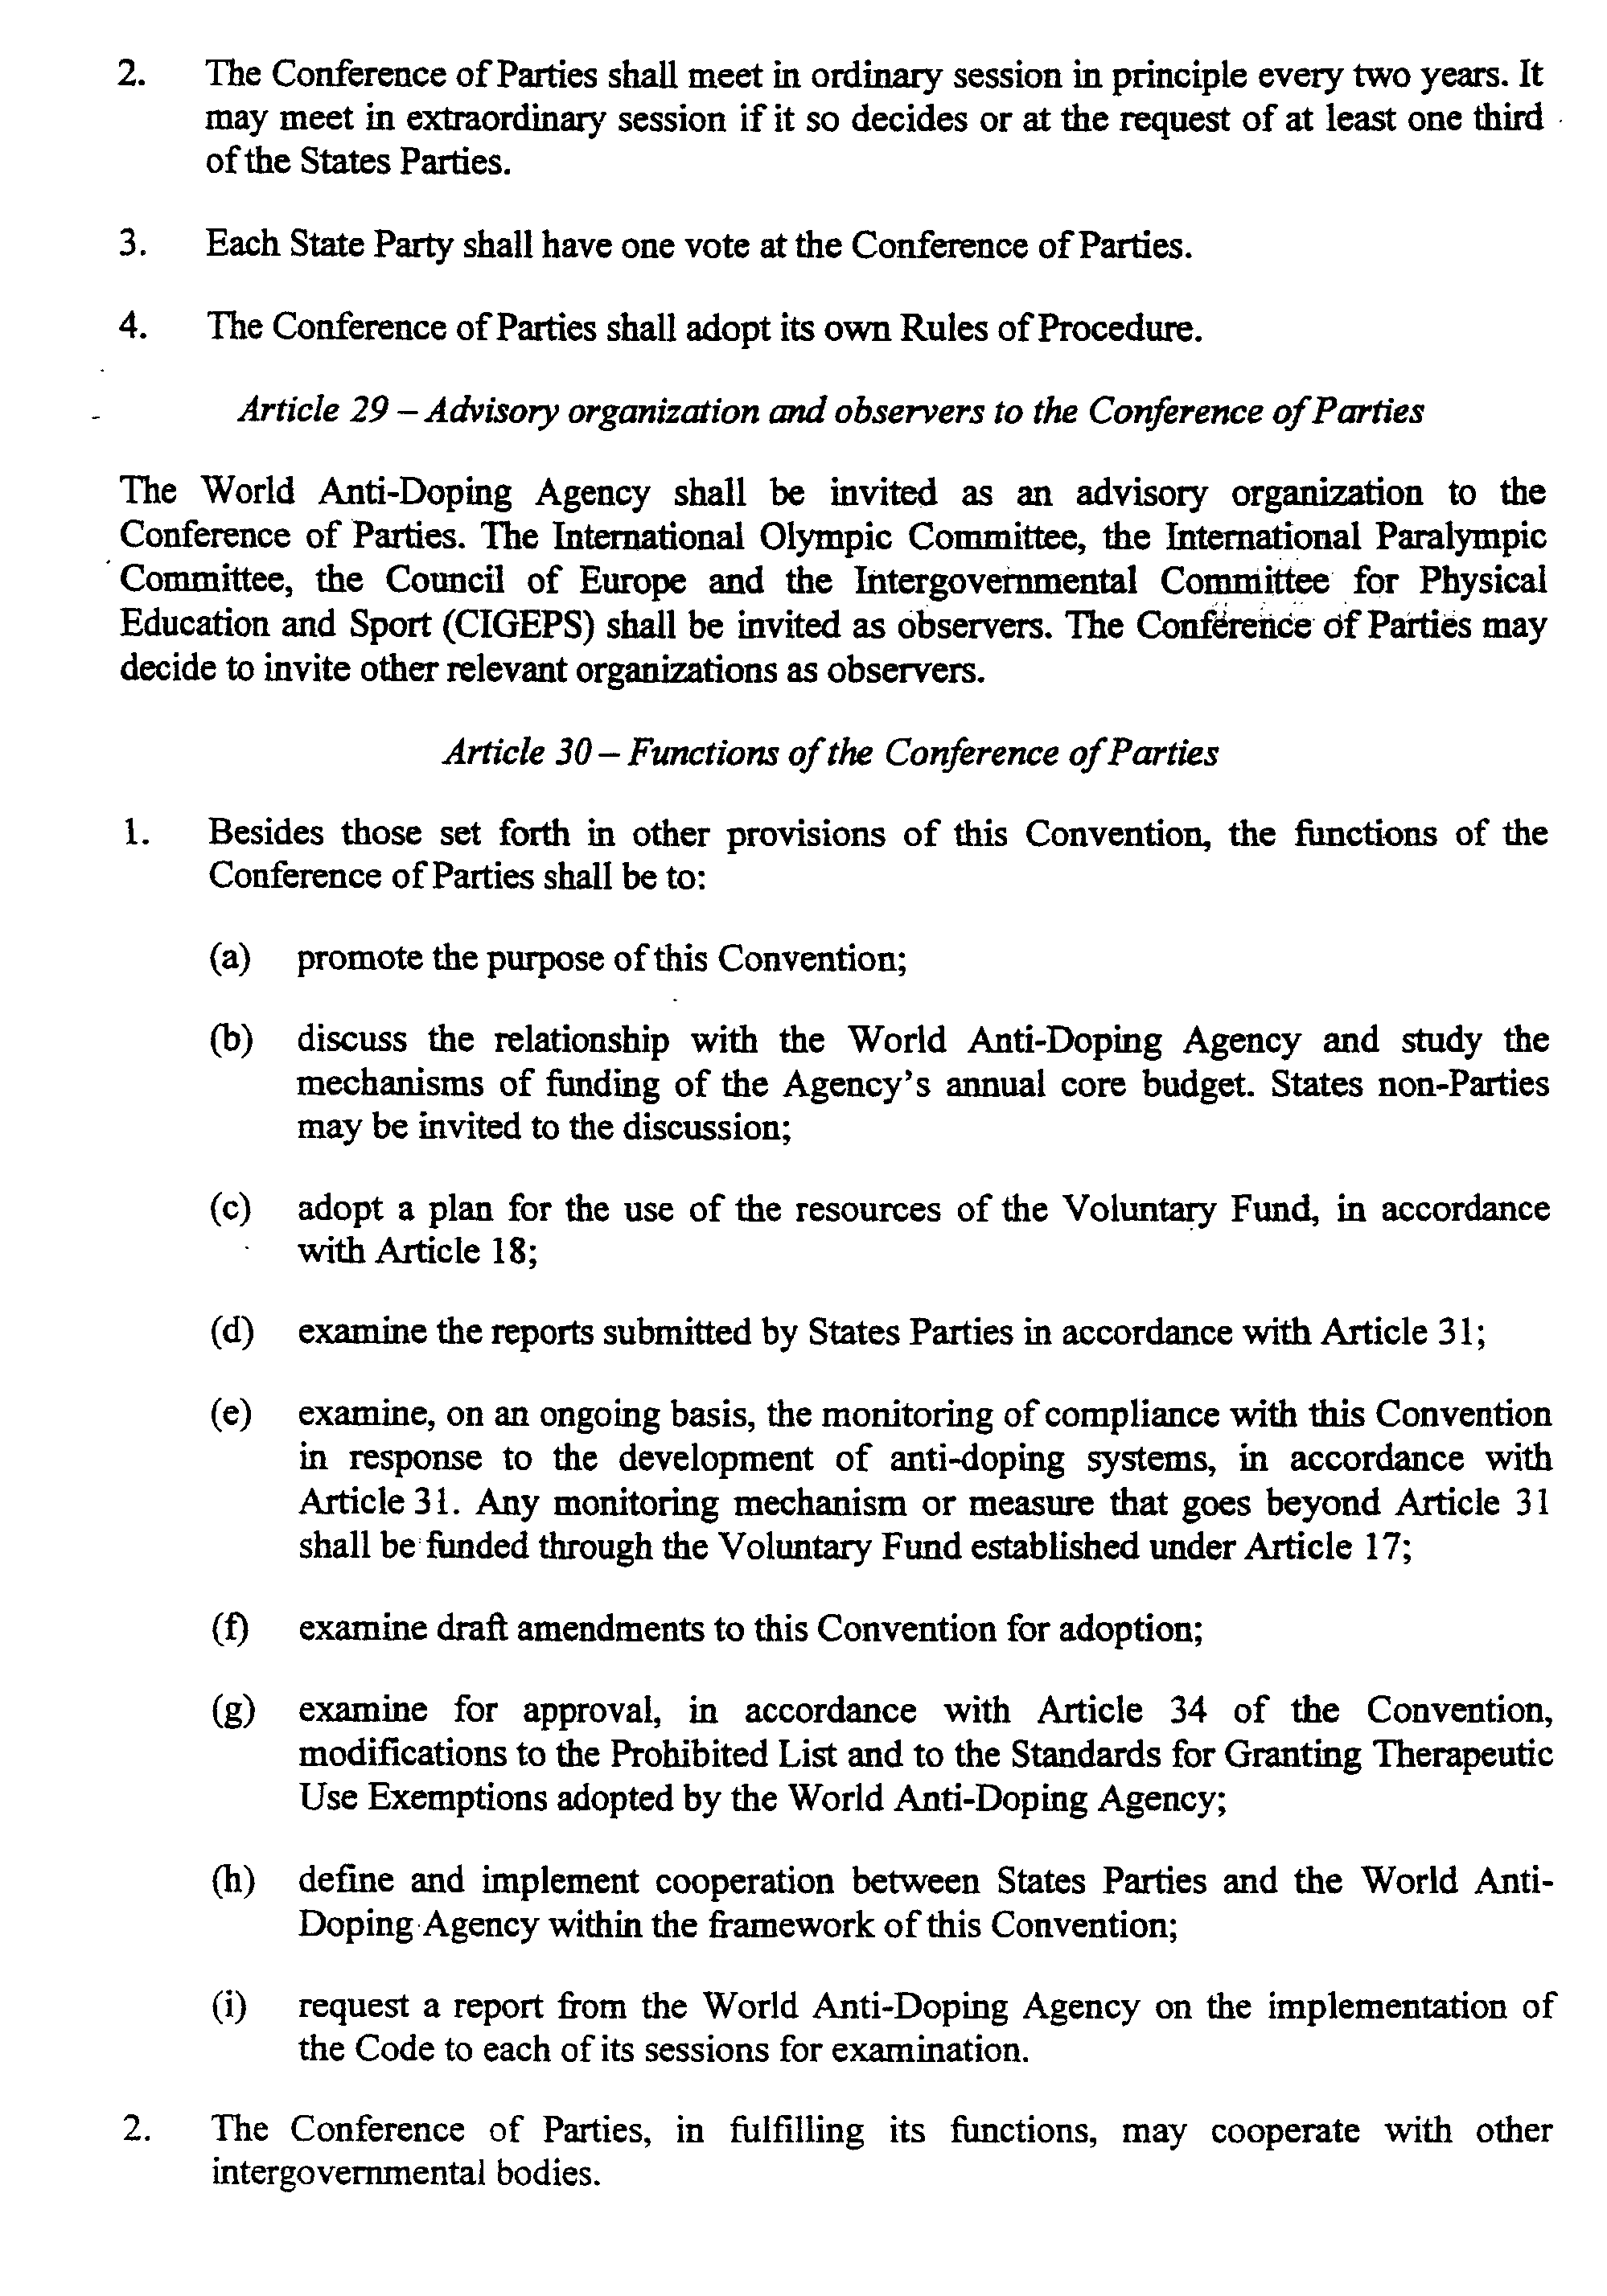 2. The Conference of Parties shall meet in ordinary session in principle every two years. It
may meet in extraordinary session if it so decides or at the request of at least one third
of the States Parties.
3. Each State Party shall have one vote at the Conference of Parties.
4. The Conference of Parties shall adopt its own Rules of Procedure.
Article 29 – Advisory organization and observers to the Conference of Parties
The World Anti-Doping Agency shall be invited as an advisory organization to the
Conference of Parties. The International Olympic Committee, the International Paralympic
Committee, the Council of Europe and the Intergovernmental Committee for Physical
Education and Sport (CIGEPS) shall be invited as observers. The Conference of Parties may
decide to invite other relevant organizations as observers.
Article 30 – Functions of the Conference of Parties
1. Besides those set forth in other provisions of this Convention, the functions of the
Conference of Parties shall be to:
(a) promote the purpose of this Convention;
(b) discuss the relationship with the World Anti-Doping Agency and study the
mechanisms of funding of the Agency's annual core budget. States non-Parties
may be invited to the discussion;
(c) adopt a plan for the use of the resources of the Voluntary Fund, in accordance
with Article 18;
(d) examine the reports submitted by States Parties in accordance with Article 31;
(e) examine, on an ongoing basis, the monitoring of compliance with this Convention
in response to the development of anti-doping systems, in accordance with
Article 31. Any monitoring mechanism or measure that goes beyond Article 31
shall be funded through the Voluntary Fund established under Article 17;
(f) examine draft amendments to this Convention for adoption;
(g) examine for approval, in accordance with Article 34 of the Convention,
modifications to the Prohibited List and to the Standards for Granting Therapeutic
Use Exemptions adopted by the World Anti-Doping Agency;
(h) define and implement cooperation between States Parties and the World Anti-
Doping Agency within the framework of this Convention;
(i) request a report from the World Anti-Doping Agency on the implementation of
the Code to each of its sessions for examination.
2. The Conference of Parties, in fulfilling its functions, may cooperate with other
intergovernmental bodies.